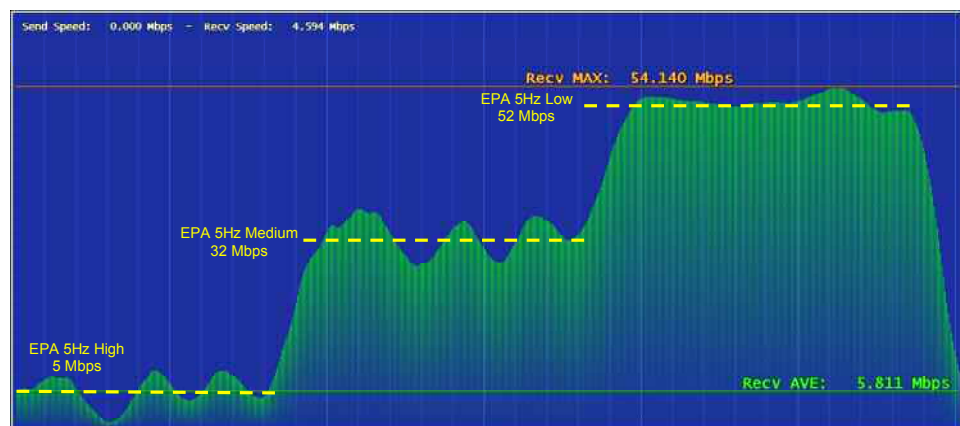 Send Speed: 0.000 Mbps - Recv Speed: 4.594 Mbps
Recv MAX: 54.140 Mbps
EPA 5Hz Low
52 Mbps
EPA 5Hz Medium
32 Mbps
EPA 5Hz High
5 Mbps
Recv AVE: 5.811 Mbps